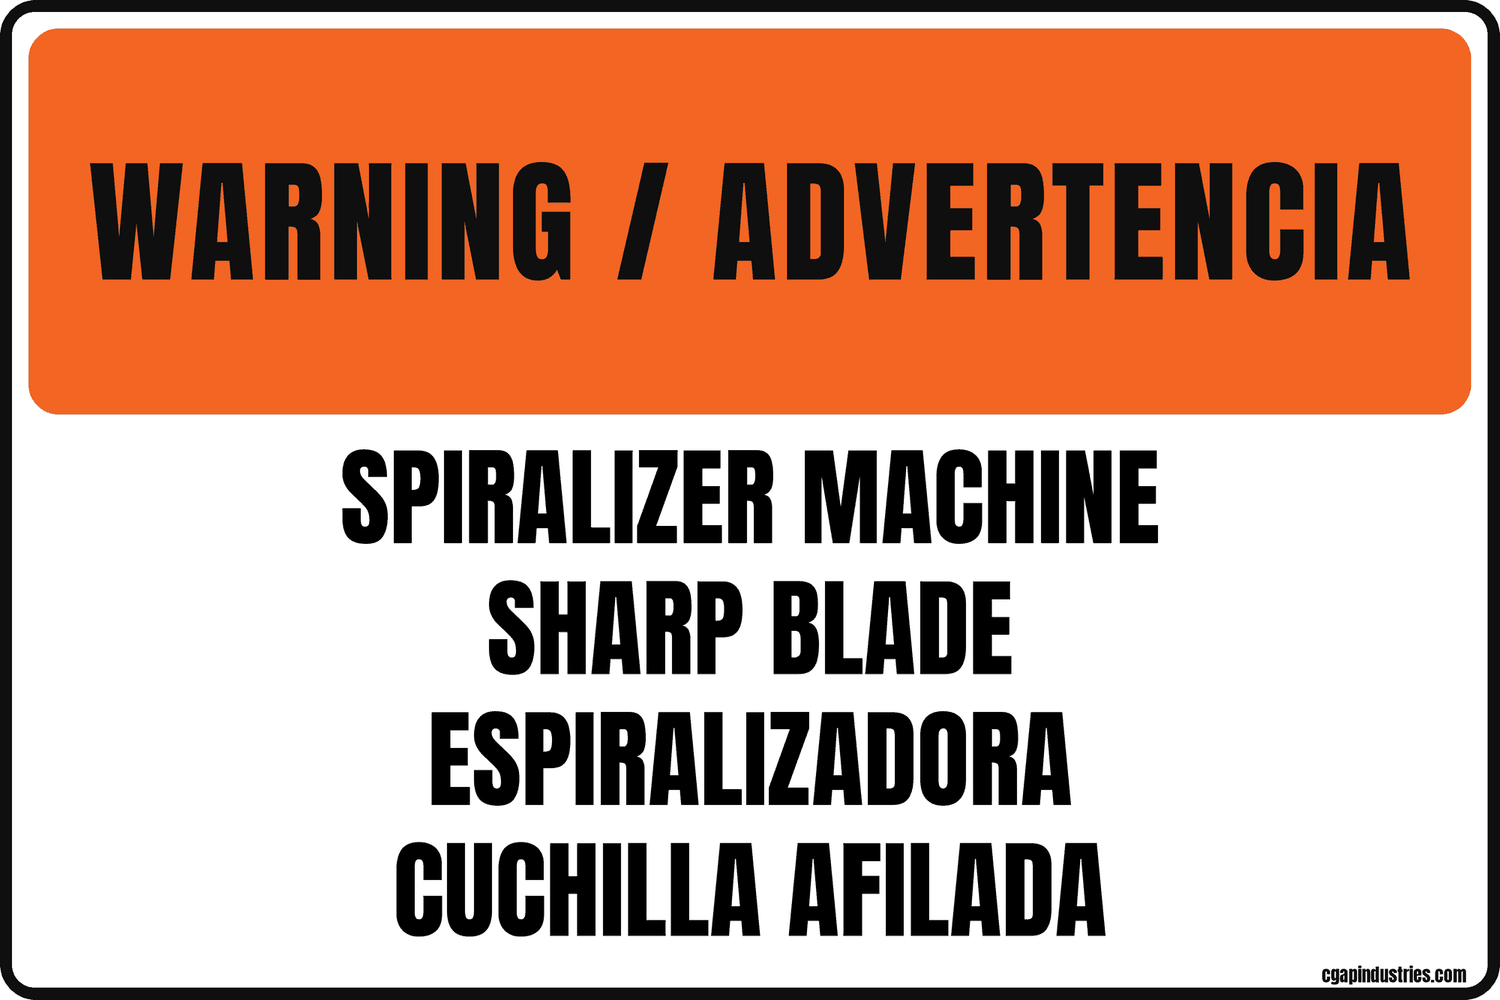 WARNING / ADVERTENCIA
SPIRALIZER MACHINE
SHARP BLADE
ESPIRALIZADORA
CUCHILLA AFILADA
cgapindustries.com